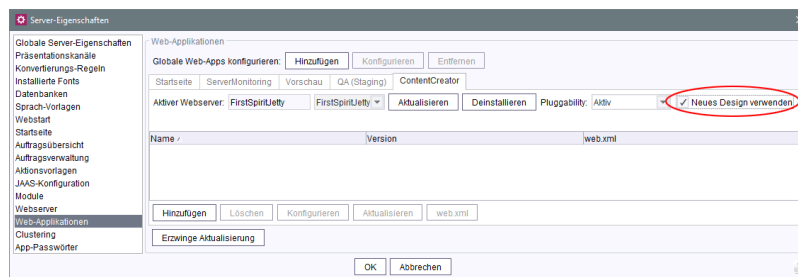 Server-Eigenschaften
Globale Server-Eigenschaften
Präsentationskanäle
Konvertierungs-Regeln
Installierte Fonts
Datenbanken
Sprach-Vorlagen
Webstart
Startseite
Auftragsübersicht
Auftragsverwaltung
Aktionsvorlagen
JAAS-Konfiguration
Module
Webserver
Web-Applikationen
Clustering
App-Passwörter
Web-Applikationen
Globale Web-Apps konfigurieren: Hinzufügen Konfigurieren Entfernen
Startseite ServerMonitoring Vorschau QA (Staging) ContentCreator
Aktiver Webserver: FirstSpiritJetty FirstSpiritJetty Aktualisieren Deinstallieren Pluggability: Aktiv Neues Design verwenden
Name Version web.xml
Hinzufügen Löschen Konfigurieren Aktualisieren web.xml
Erzwinge Aktualisierung
OK Abbrechen